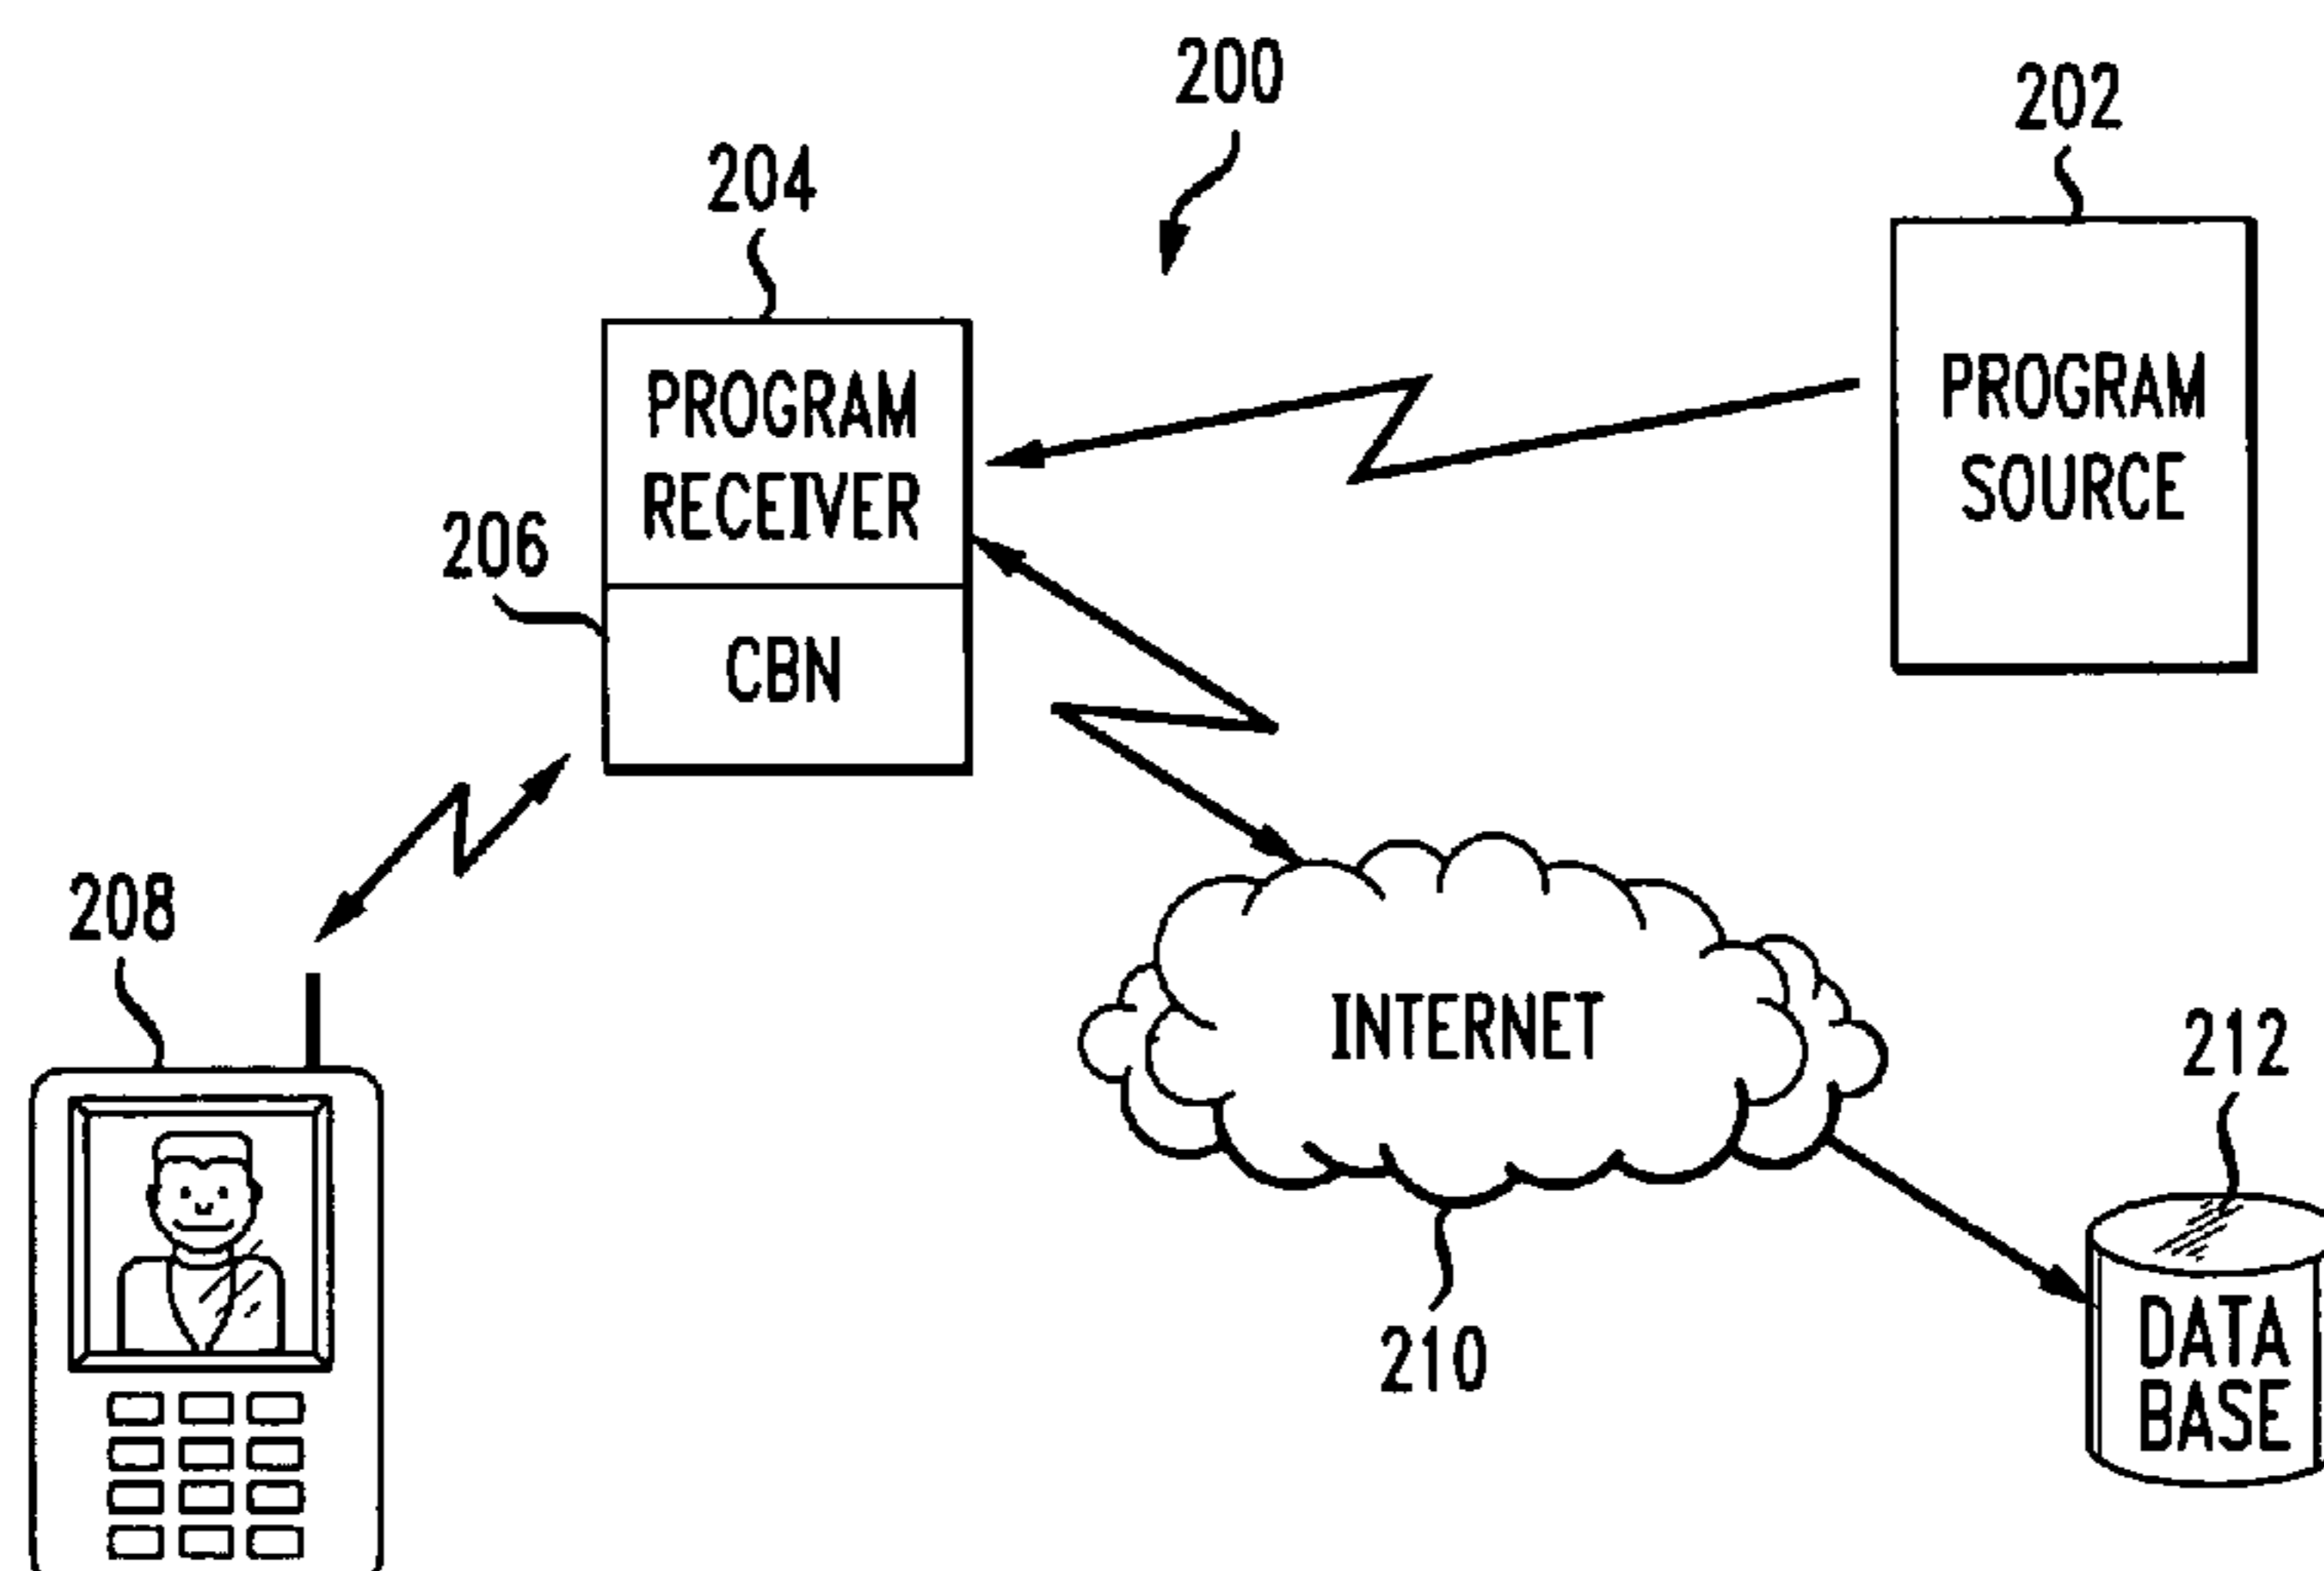 200
202
204
PROGRAM
RECEIVER
PROGRAM
SOURCE
206
CBN
208
INTERNET
212
210
DATA
BASE